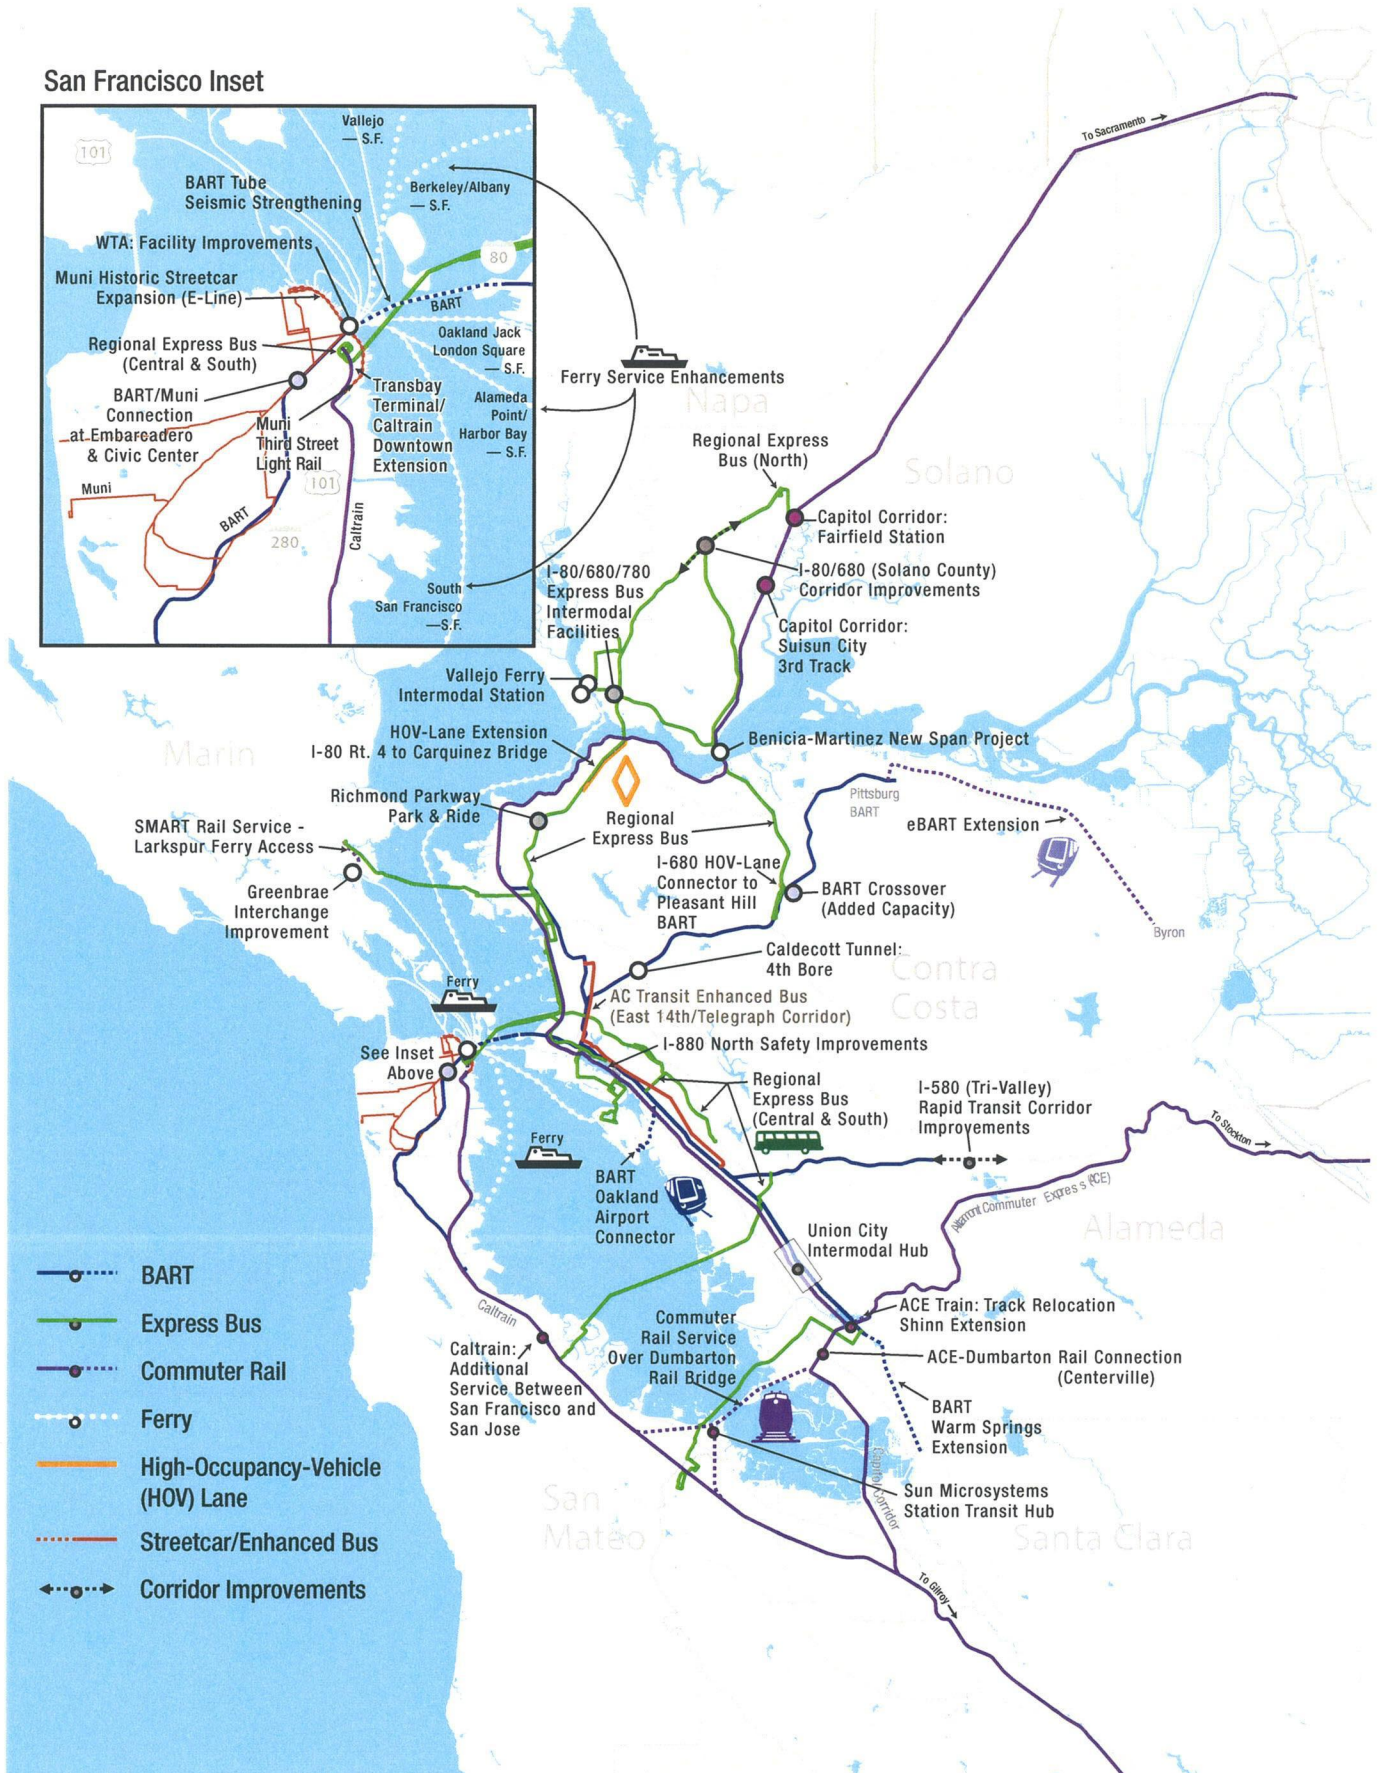 San Francisco Inset
101
Vallejo
— S.F.
BART Tube
Seismic Strengthening
Berkeley/Albany
— S.F.
WTA: Facility Improvements
80
Muni Historic Streetcar
Expansion (E-Line)
BART
Regional Express Bus
(Central & South)
Oakland Jack
London Square
— S.F.
BART/Muni
Connection
at Embarcadero
& Civic Center
Transbay
Terminal/
Caltrain
Downtown
Extension
Alameda
Point/
Harbor Bay
— S.F.
Muni
Third Street
Light Rail
101
Muni
BART
Caltrain
280
South
San Francisco
—S.F.
To Sacramento
Ferry Service Enhancements
Napa
Regional Express
Bus (North)
Solano
Capitol Corridor:
Fairfield Station
I-80/680/780
Express Bus
Intermodal
Facilities
I-80/680 (Solano County)
Corridor Improvements
Capitol Corridor:
Suisun City
3rd Track
Vallejo Ferry
Intermodal Station
HOV-Lane Extension
I-80 Rt. 4 to Carquinez Bridge
Benicia-Martinez New Span Project
Marin
Richmond Parkway
Park & Ride
Regional
Express Bus
Pittsburg
BART
eBART Extension
SMART Rail Service -
Larkspur Ferry Access
I-680 HOV-Lane
Connector to
Pleasant Hill
BART
BART Crossover
(Added Capacity)
Greenbrae
Interchange
Improvement
Byron
Caldecott Tunnel:
4th Bore
Contra
Costa
Ferry
AC Transit Enhanced Bus
(East 14th/Telegraph Corridor)
I-880 North Safety Improvements
See Inset
Above
Regional
Express Bus
(Central & South)
I-580 (Tri-Valley)
Rapid Transit Corridor
Improvements
To Stockton
Ferry
BART
Oakland
Airport
Connector
Altamont Commuter Express (ACE)
Alameda
Union City
Intermodal Hub
Caltrain
Commuter
Rail Service
Over Dumbarton
Rail Bridge
ACE Train: Track Relocation
Shinn Extension
Caltrain:
Additional
Service Between
San Francisco and
San Jose
ACE-Dumbarton Rail Connection
(Centerville)
BART
Warm Springs
Extension
Capitol Corridor
Sun Microsystems
Station Transit Hub
San
Mateo
Santa Clara
To Gilroy
BART
Express Bus
Commuter Rail
Ferry
High-Occupancy-Vehicle
(HOV) Lane
Streetcar/Enhanced Bus
Corridor Improvements